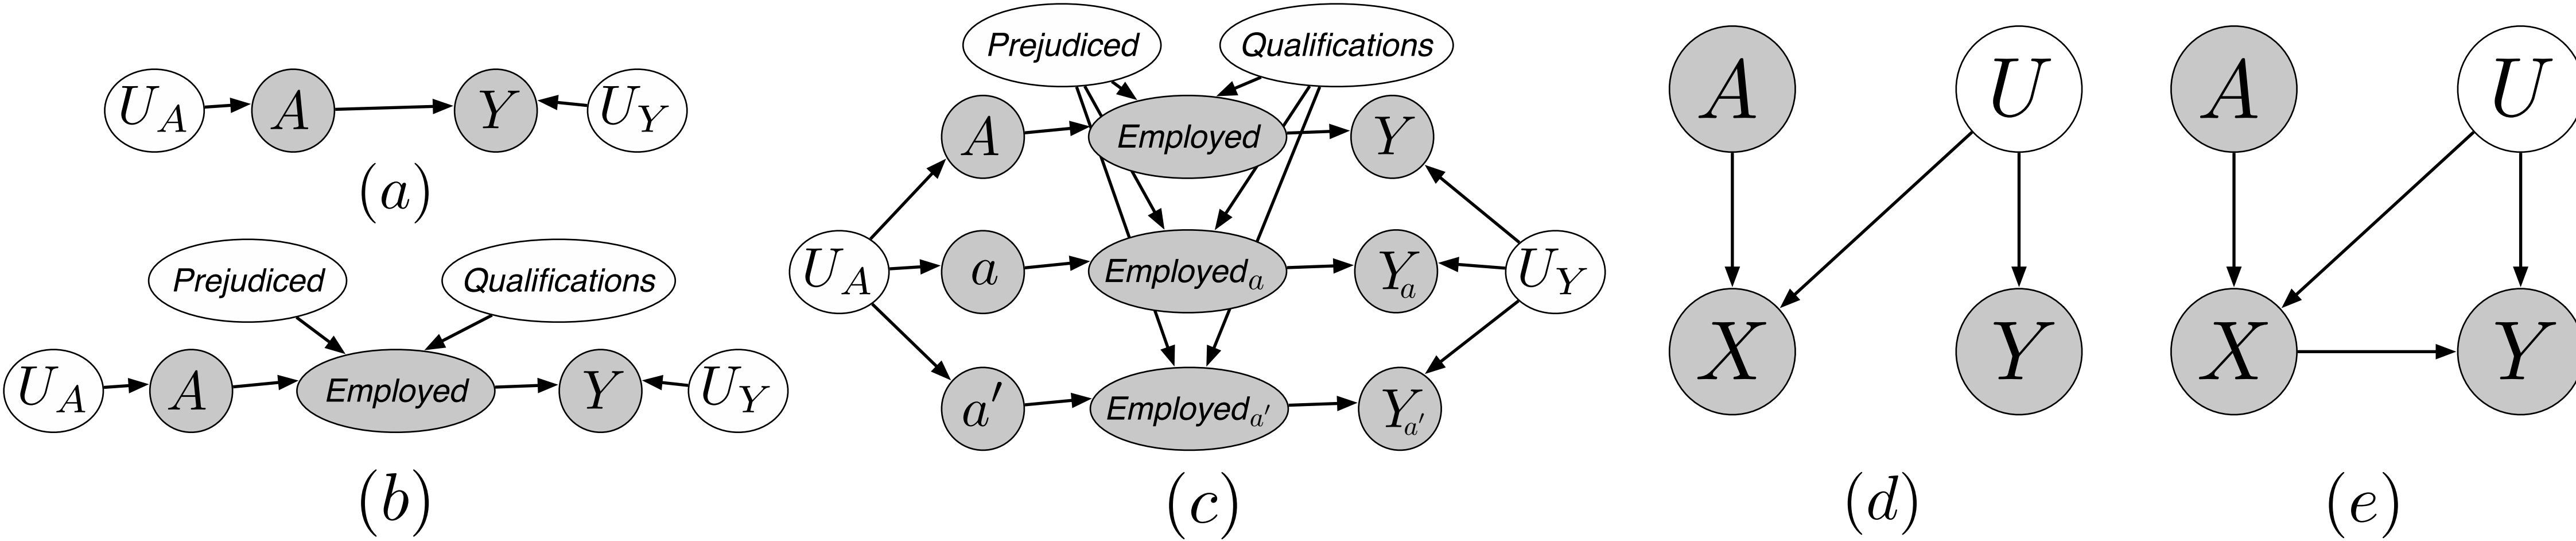 U_A A Y U_Y
(a)
Prejudiced Qualifications
U_A A Employed Y U_Y
(b)
Prejudiced Qualifications
A Employed Y
U_A a Employed_a Y_a U_Y
a' Employed_a' Y_a'
(c)
A U
X Y
(d)
A U
X Y
(e)